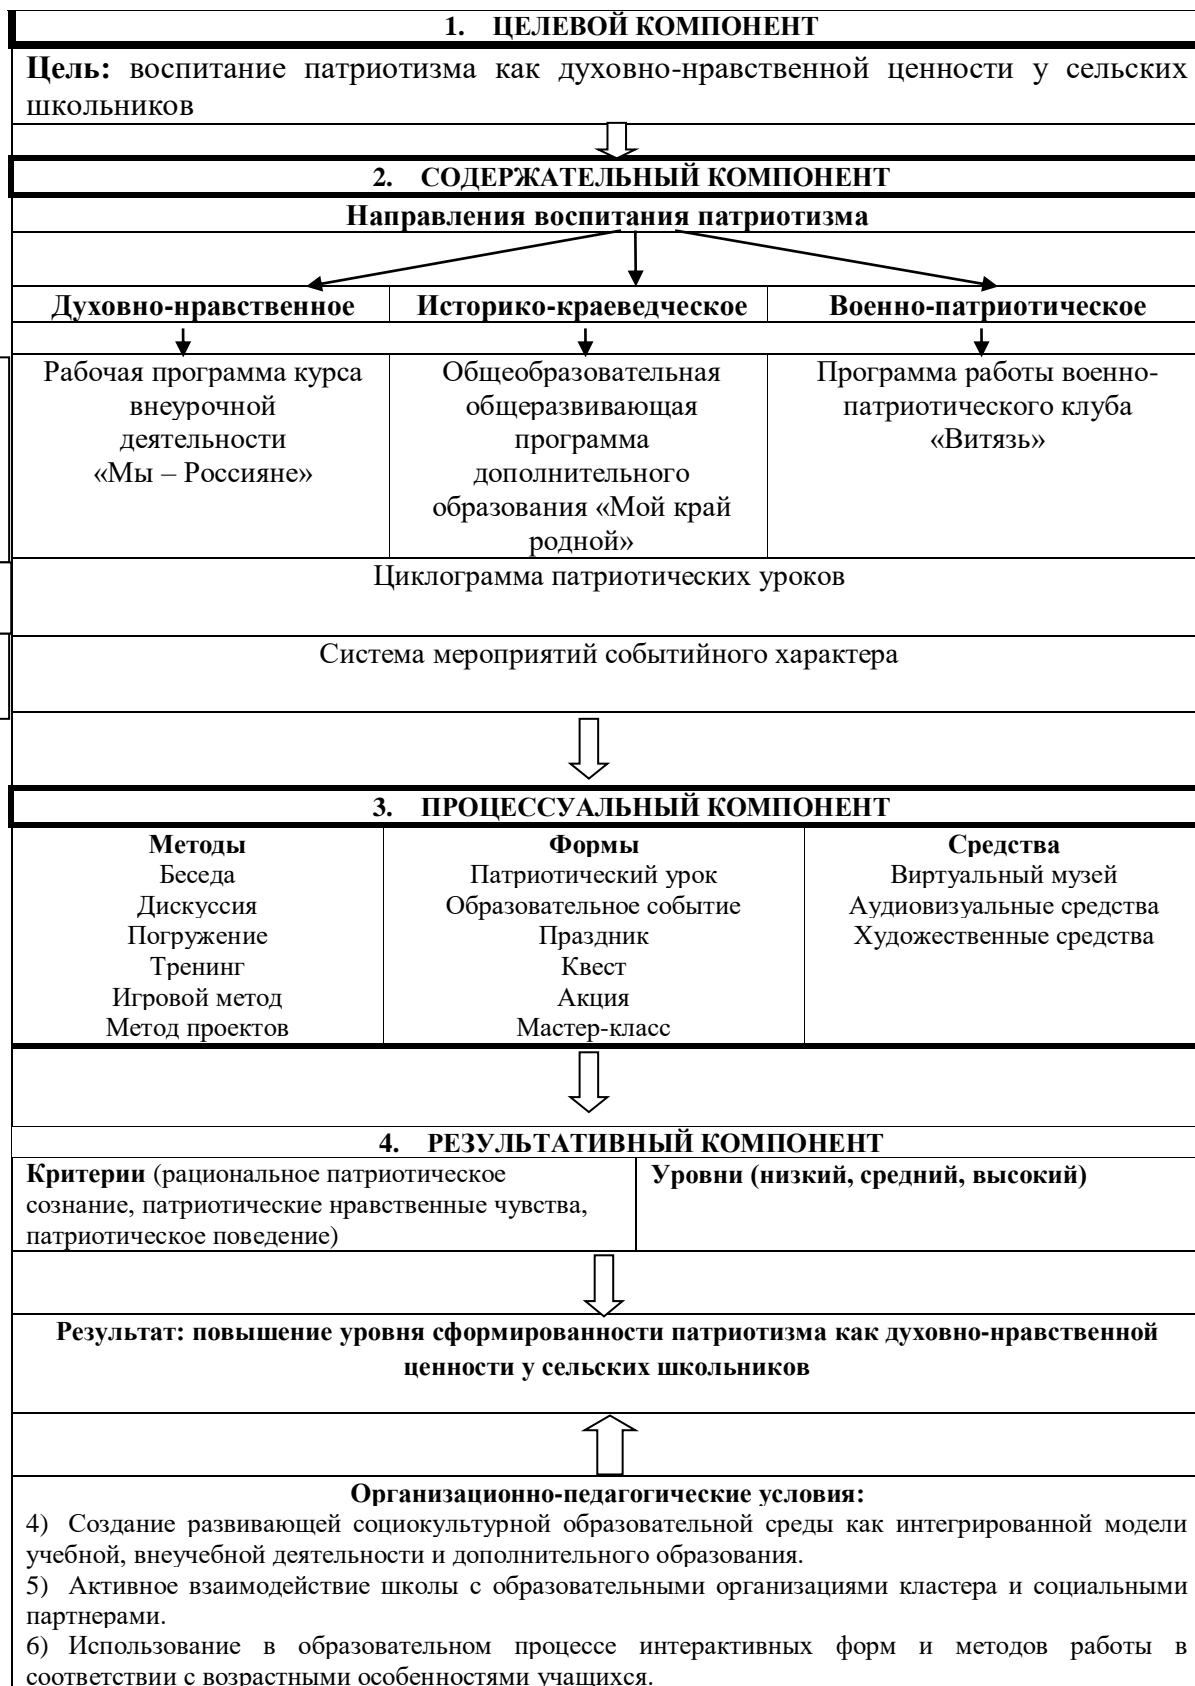 1. ЦЕЛЕВОЙ КОМПОНЕНТ
Цель: воспитание патриотизма как духовно-нравственной ценности у сельских
школьников
2. СОДЕРЖАТЕЛЬНЫЙ КОМПОНЕНТ
Направления воспитания патриотизма
Духовно-нравственное
Историко-краеведческое
Военно-патриотическое
Рабочая программа курса
внеурочной
деятельности
«Мы – Россияне»
Общеобразовательная
общеразвивающая
программа
дополнительного
образования «Мой край
родной»
Программа работы военно-
патриотического клуба
«Витязь»
Циклограмма патриотических уроков
Система мероприятий событийного характера
3. ПРОЦЕССУАЛЬНЫЙ КОМПОНЕНТ
Методы
Беседа
Дискуссия
Погружение
Тренинг
Игровой метод
Метод проектов
Формы
Патриотический урок
Образовательное событие
Праздник
Квест
Акция
Мастер-класс
Средства
Виртуальный музей
Аудиовизуальные средства
Художественные средства
4. РЕЗУЛЬТАТИВНЫЙ КОМПОНЕНТ
Критерии (рациональное патриотическое
сознание, патриотические нравственные чувства,
патриотическое поведение)
Уровни (низкий, средний, высокий)
Результат: повышение уровня сформированности патриотизма как духовно-нравственной
ценности у сельских школьников
Организационно-педагогические условия:
4) Создание развивающей социокультурной образовательной среды как интегрированной модели
учебной, внеучебной деятельности и дополнительного образования.
5) Активное взаимодействие школы с образовательными организациями кластера и социальными
партнерами.
6) Использование в образовательном процессе интерактивных форм и методов работы в
соответствии с возрастными особенностями учащихся.